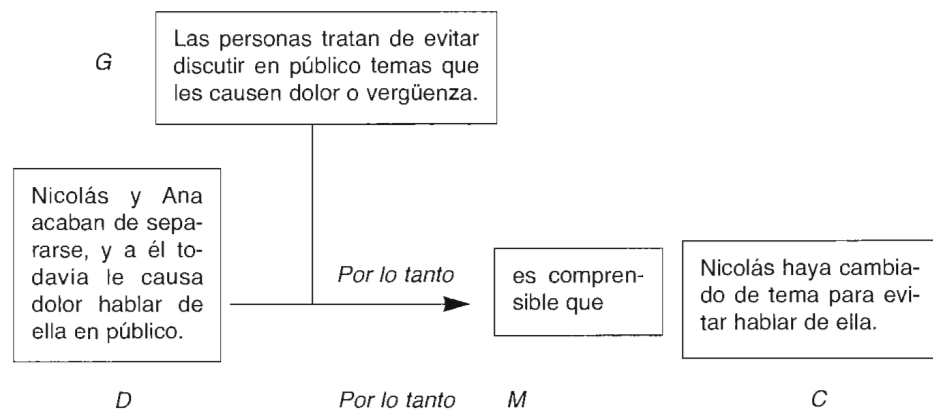 G
Las personas tratan de evitar
discutir en público temas que
les causen dolor o vergüenza.
Nicolás y Ana
acaban de sepa-
rarse, y a él to-
davía le causa
dolor hablar de
ella en público.
Por lo tanto
es compren-
sible que
Nicolás haya cambia-
do de tema para evi-
tar hablar de ella.
D Por lo tanto M C